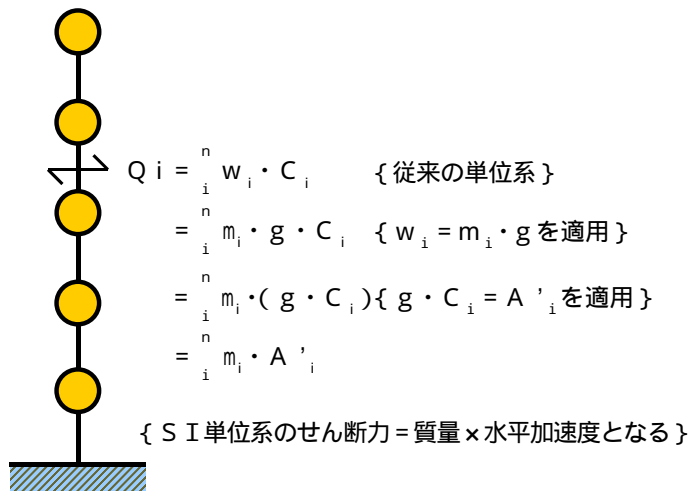 Q i = n i w i ・ C i {従来の単位系}
= n i m i ・ g ・ C i { w i = m i ・ g を適用}
= n i m i ・( g ・ C i ){ g ・ C i = A ’ i を適用}
= n i m i ・ A ’ i
{ＳＩ単位系のせん断力=質量×水平加速度となる}